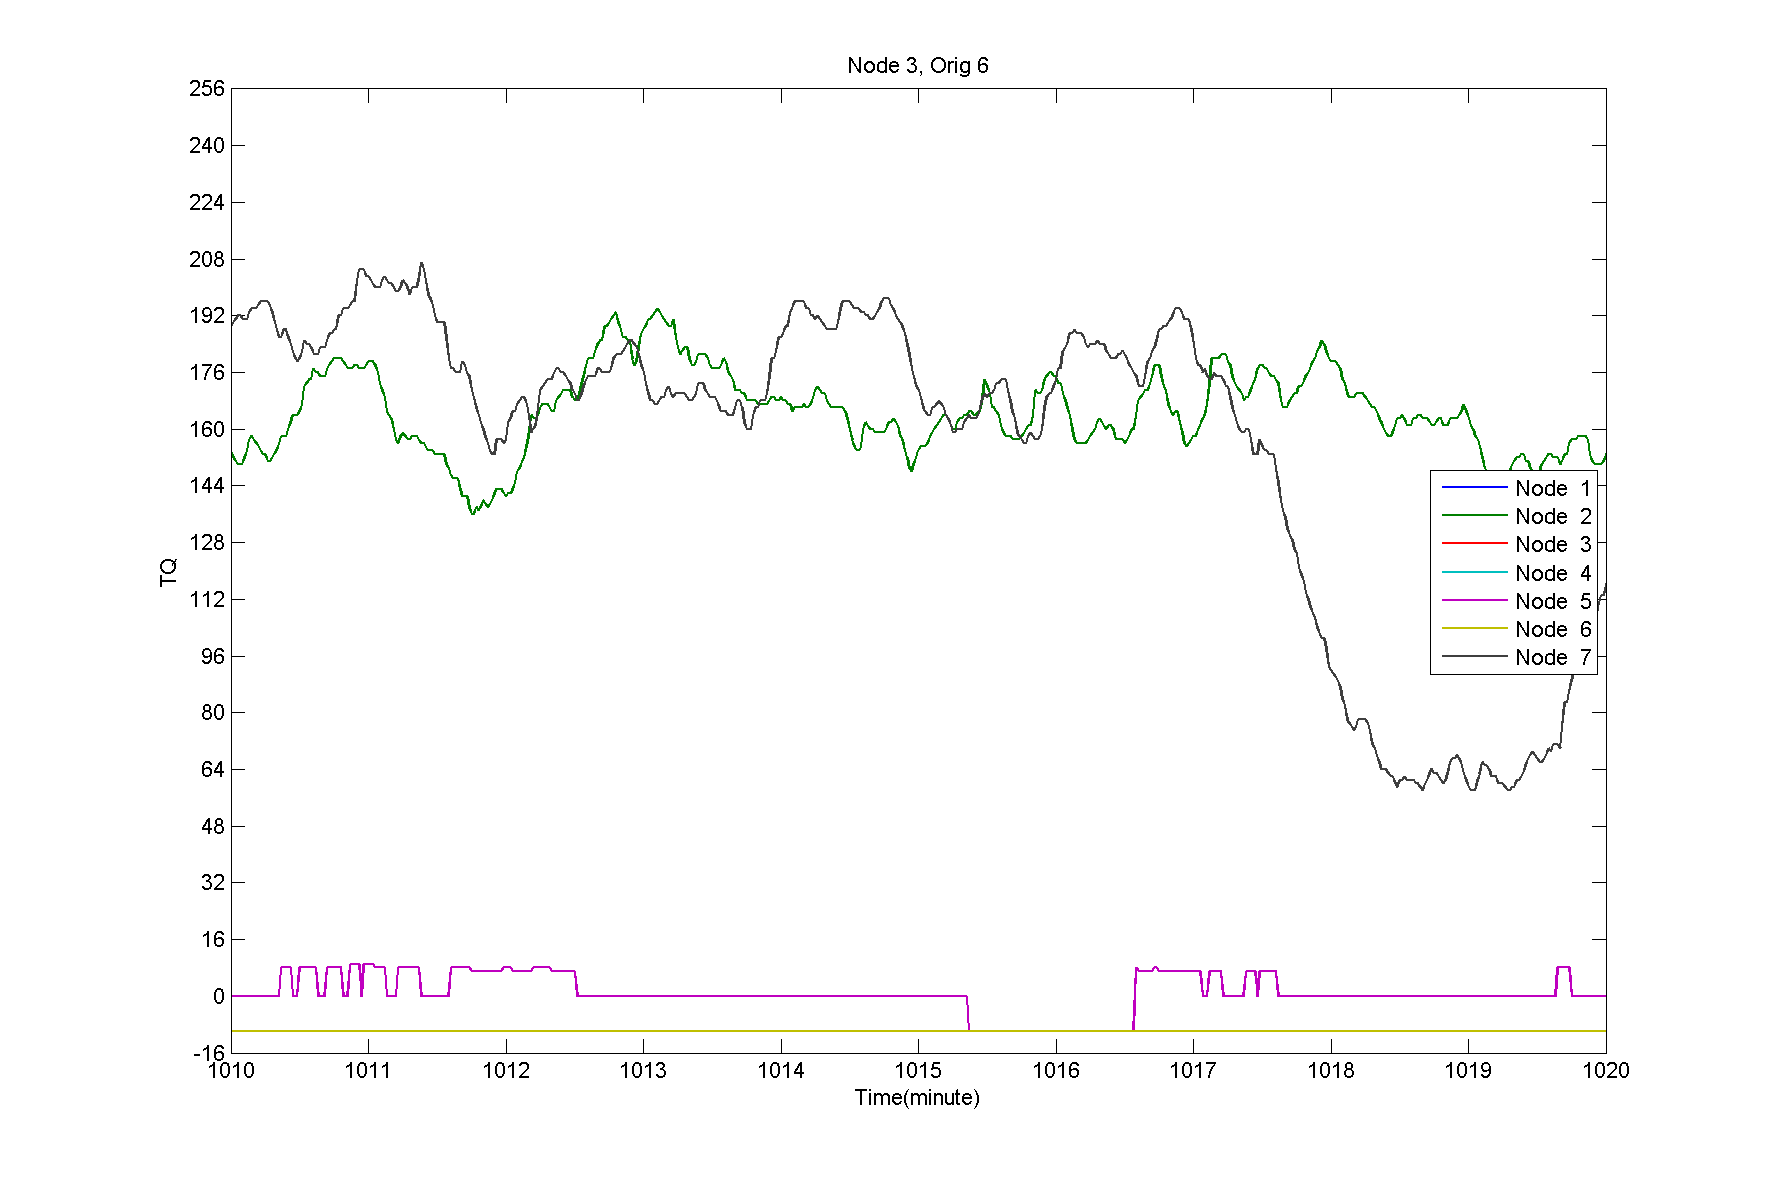 Node 3, Orig 6
256
240
224
208
192
176
160
144
128
112
96
80
64
48
32
16
0
-16
TQ
Node 1
Node 2
Node 3
Node 4
Node 5
Node 6
Node 7
1010 1011 1012 1013 1014 1015 1016 1017 1018 1019 1020
Time(minute)